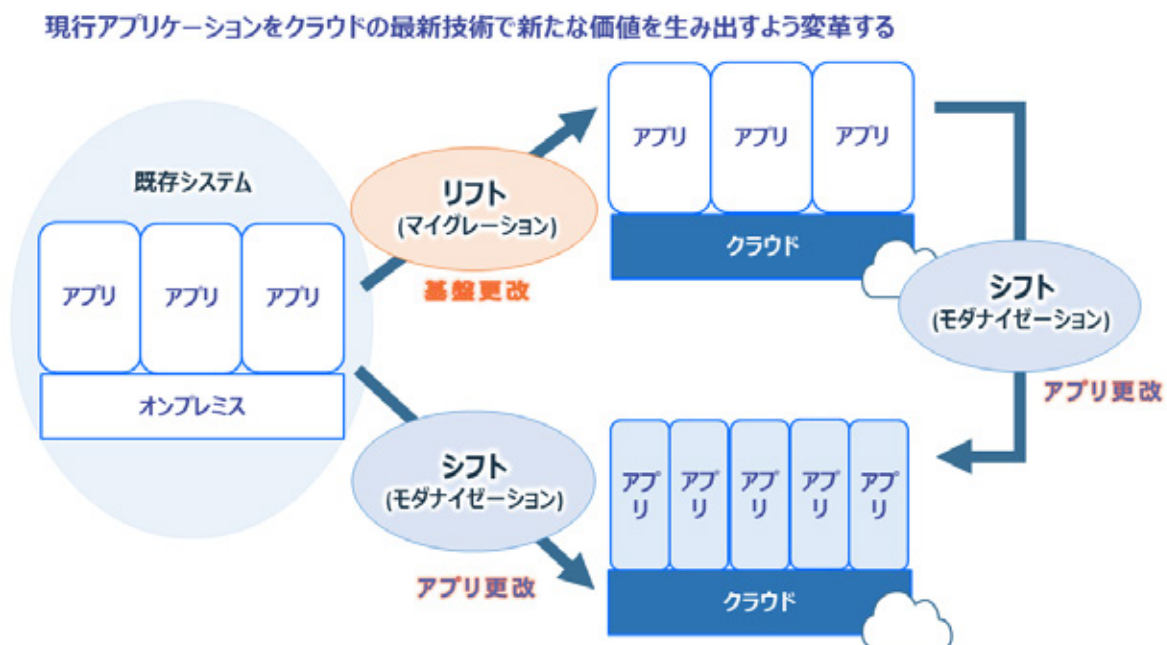 現行アプリケーションをクラウドの最新技術で新たな価値を生み出すよう変革する
既存システム
アプリ
アプリ
アプリ
オンプレミス
リフト
(マイグレーション)
基盤更改
アプリ
アプリ
アプリ
クラウド
シフト
(モダナイゼーション)
アプリ更改
シフト
(モダナイゼーション)
アプリ更改
アプ
リ
アプ
リ
アプ
リ
アプ
リ
アプ
リ
クラウド